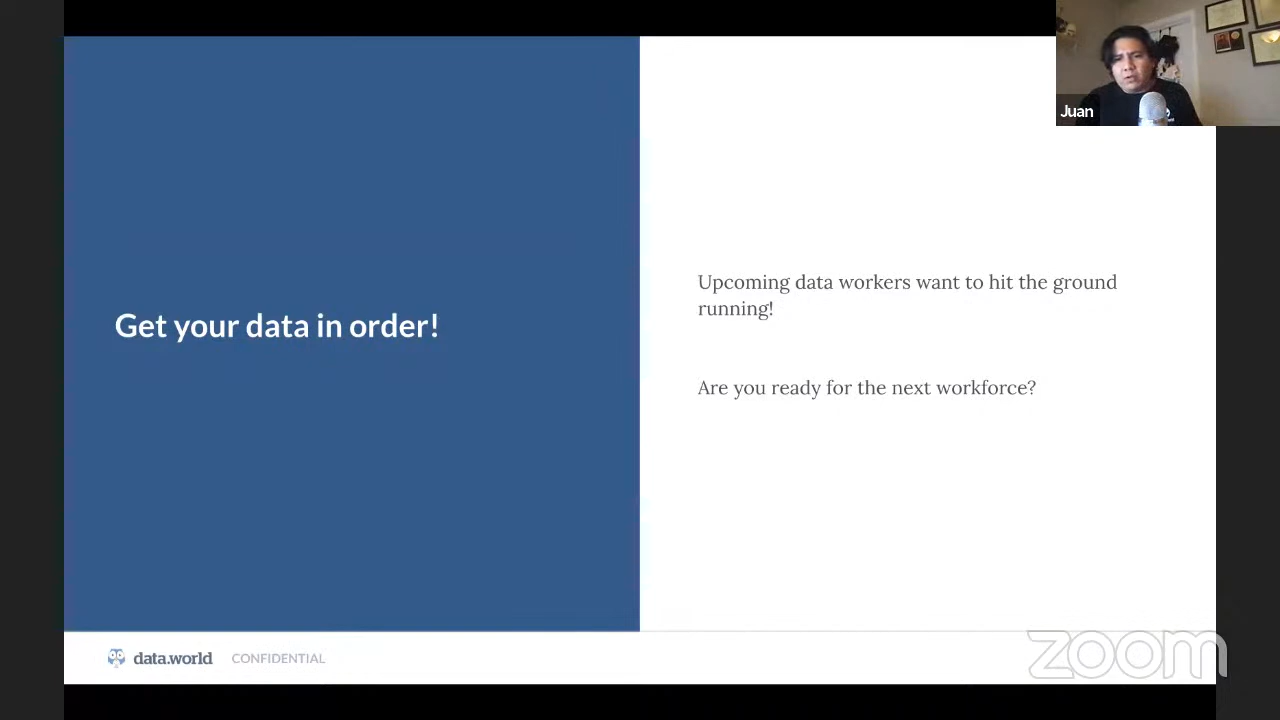 Juan
Get your data in order!
Upcoming data workers want to hit the ground
running!
Are you ready for the next workforce?
data.world CONFIDENTIAL
zoom